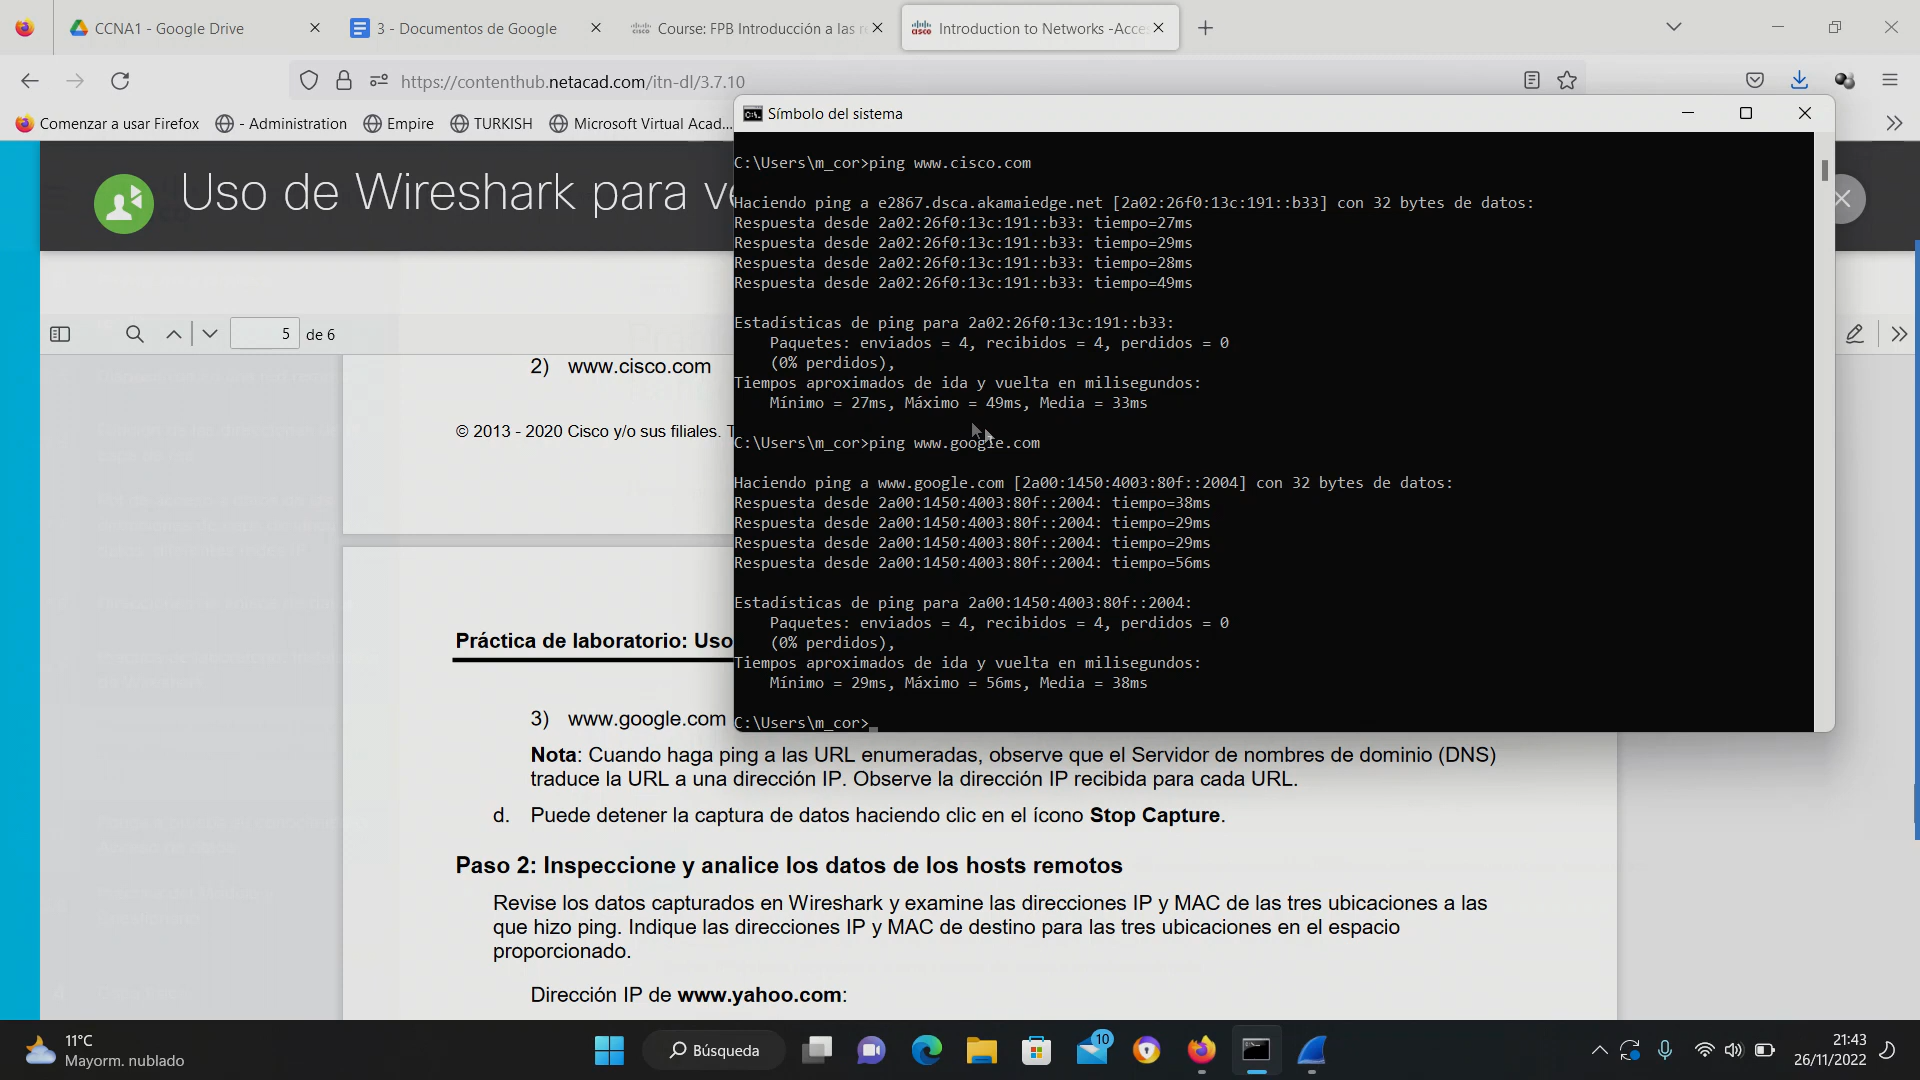 CCNA1 - Google Drive
3 - Documentos de Google
Course: FPB Introducción a las re
Introduction to Networks -Acce
https://contenthub.netacad.com/itn-dl/3.7.10
Comenzar a usar Firefox
- Administration
Empire
TURKISH
Microsoft Virtual Acad...
Símbolo del sistema
Uso de Wireshark para ve
5 de 6
2) www.cisco.com
© 2013 - 2020 Cisco y/o sus filiales. T
Práctica de laboratorio: Uso
3) www.google.com
C:\Users\m_cor>ping www.cisco.com
Haciendo ping a e2867.dsca.akamaiedge.net [2a02:26f0:13c:191::b33] con 32 bytes de datos:
Respuesta desde 2a02:26f0:13c:191::b33: tiempo=27ms
Respuesta desde 2a02:26f0:13c:191::b33: tiempo=29ms
Respuesta desde 2a02:26f0:13c:191::b33: tiempo=28ms
Respuesta desde 2a02:26f0:13c:191::b33: tiempo=49ms
Estadísticas de ping para 2a02:26f0:13c:191::b33:
Paquetes: enviados = 4, recibidos = 4, perdidos = 0
(0% perdidos),
Tiempos aproximados de ida y vuelta en milisegundos:
Mínimo = 27ms, Máximo = 49ms, Media = 33ms
C:\Users\m_cor>ping www.google.com
Haciendo ping a www.google.com [2a00:1450:4003:80f::2004] con 32 bytes de datos:
Respuesta desde 2a00:1450:4003:80f::2004: tiempo=38ms
Respuesta desde 2a00:1450:4003:80f::2004: tiempo=29ms
Respuesta desde 2a00:1450:4003:80f::2004: tiempo=29ms
Respuesta desde 2a00:1450:4003:80f::2004: tiempo=56ms
Estadísticas de ping para 2a00:1450:4003:80f::2004:
Paquetes: enviados = 4, recibidos = 4, perdidos = 0
(0% perdidos),
Tiempos aproximados de ida y vuelta en milisegundos:
Mínimo = 29ms, Máximo = 56ms, Media = 38ms
C:\Users\m_cor>
Nota: Cuando haga ping a las URL enumeradas, observe que el Servidor de nombres de dominio (DNS)
traduce la URL a una dirección IP. Observe la dirección IP recibida para cada URL.
d. Puede detener la captura de datos haciendo clic en el ícono Stop Capture.
Paso 2: Inspeccione y analice los datos de los hosts remotos
Revise los datos capturados en Wireshark y examine las direcciones IP y MAC de las tres ubicaciones a las
que hizo ping. Indique las direcciones IP y MAC de destino para las tres ubicaciones en el espacio
proporcionado.
Dirección IP de www.yahoo.com:
11°C
Mayorm. nublado
Búsqueda
10
21:43
26/11/2022